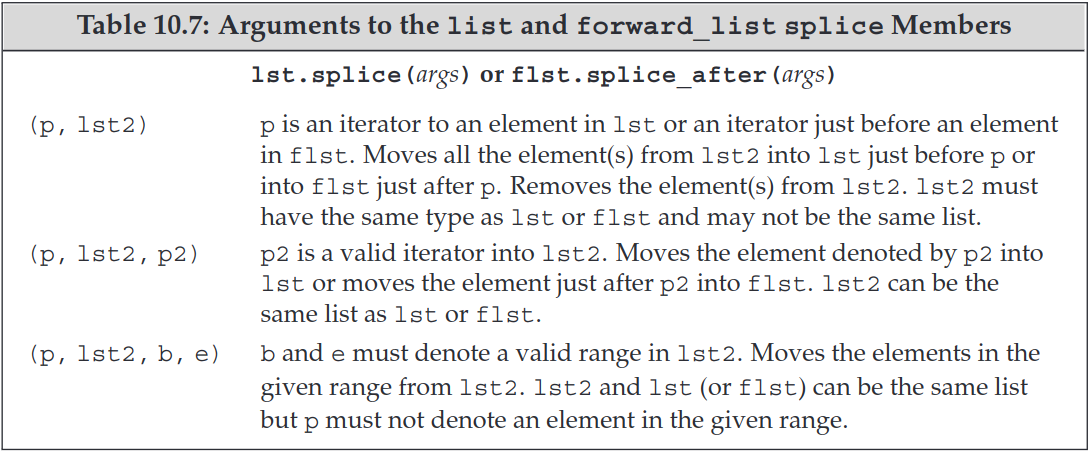 Table 10.7: Arguments to the list and forward_list splice Members
lst.splice(args) or flst.splice_after(args)
(p, lst2) p is an iterator to an element in lst or an iterator just before an element
in flst. Moves all the element(s) from lst2 into lst just before p or
into flst just after p. Removes the element(s) from lst2. lst2 must
have the same type as lst or flst and may not be the same list.
(p, lst2, p2) p2 is a valid iterator into lst2. Moves the element denoted by p2 into
lst or moves the element just after p2 into flst. lst2 can be the
same list as lst or flst.
(p, lst2, b, e) b and e must denote a valid range in lst2. Moves the elements in the
given range from lst2. lst2 and lst (or flst) can be the same list
but p must not denote an element in the given range.